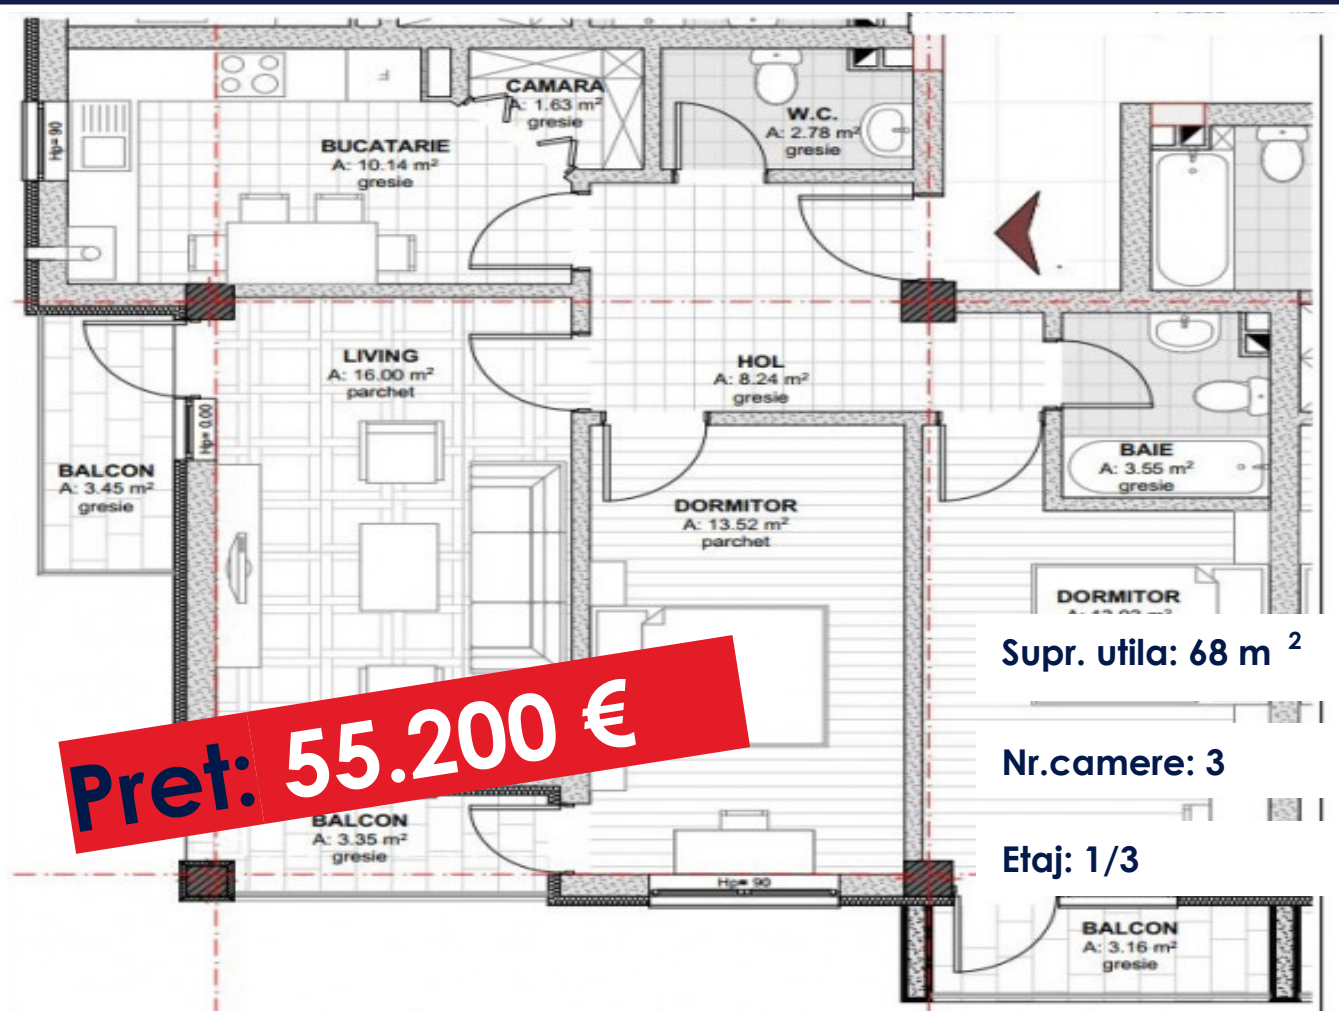 CAMARA
A: 1.63 m²
gresie
W.C.
A: 2.78 m²
gresie
Hp= 90
BUCATARIE
A: 10.14 m²
gresie
LIVING
A: 16.00 m²
parchet
HOL
A: 8.24 m²
gresie
Hp= 0.00
BALCON
A: 3.45 m²
gresie
BAIE
A: 3.55 m²
gresie
DORMITOR
A: 13.52 m²
parchet
DORMITOR
Supr. utila: 68 m ²
Pret: 55.200 €
Nr.camere: 3
BALCON
A: 3.35 m²
gresie
Etaj: 1/3
Hp= 90
BALCON
A: 3.16 m²
gresie